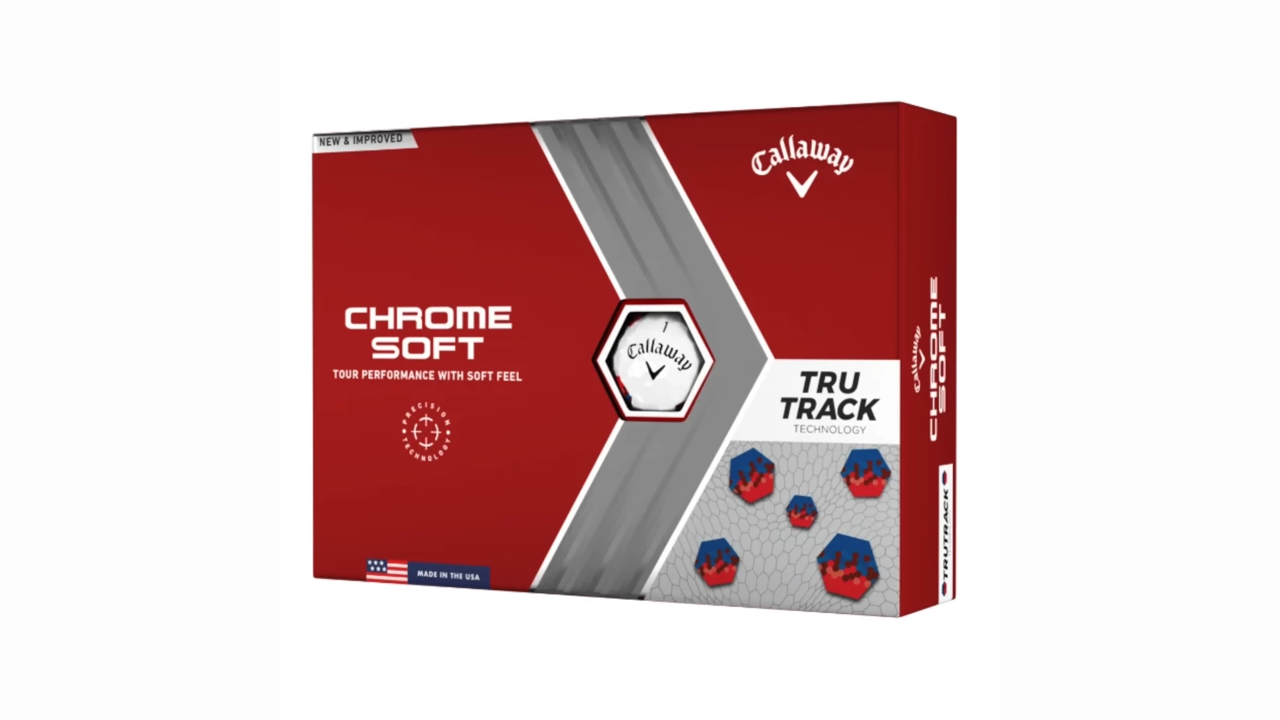 NEW & IMPROVED
Callaway
CHROME
SOFT
TOUR PERFORMANCE WITH SOFT FEEL
PRECISION
TECHNOLOGY
1
Callaway
TRU
TRACK
TECHNOLOGY
MADE IN THE USA
Callaway
CHROME
SOFT
TRUTRACK